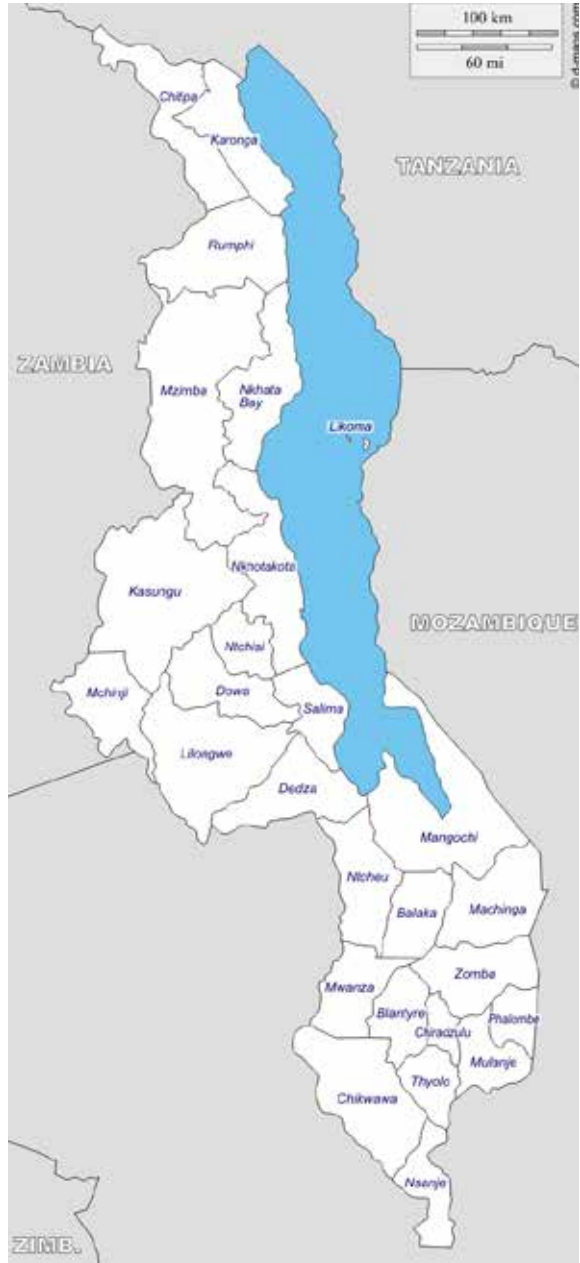 100 km
60 mi
© d-maps.com
Chitipa
Karonga
TANZANIA
Rumphi
ZAMBIA
Mzimba
Nkhata
Bay
Likoma
Nkhotakota
Kasungu
MOZAMBIQUE
Ntchisi
Mchinji
Dowa
Salima
Lilongwe
Dedza
Mangochi
Ntcheu
Balaka
Machinga
Zomba
Mwanza
Blantyre
Phalombe
Chiradzulu
Mulanje
Thyolo
Chikwawa
Nsanje
ZIMB.